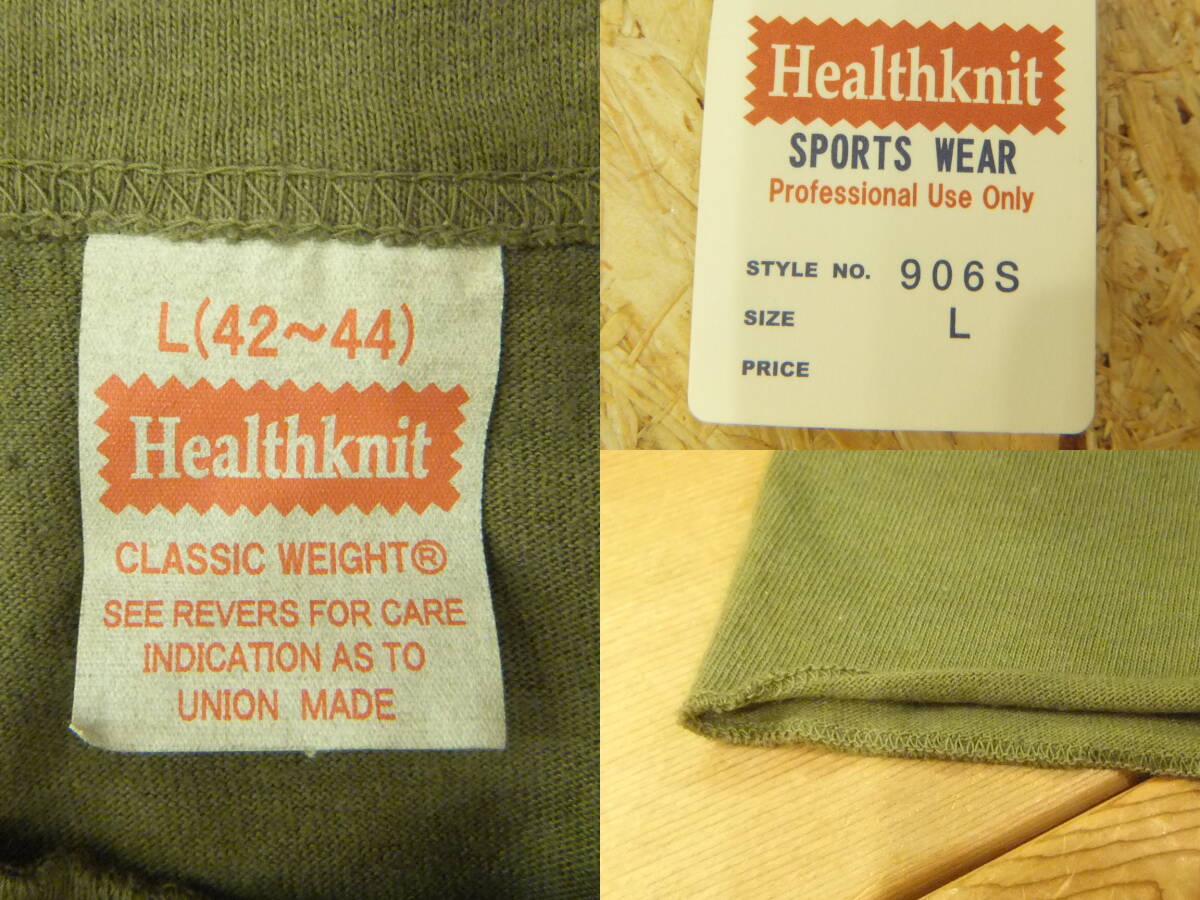 L(42~44)
Healthknit
CLASSIC WEIGHT®
SEE REVERS FOR CARE
INDICATION AS TO
UNION MADE
Healthknit
SPORTS WEAR
Professional Use Only
STYLE NO. 906S
SIZE L
PRICE